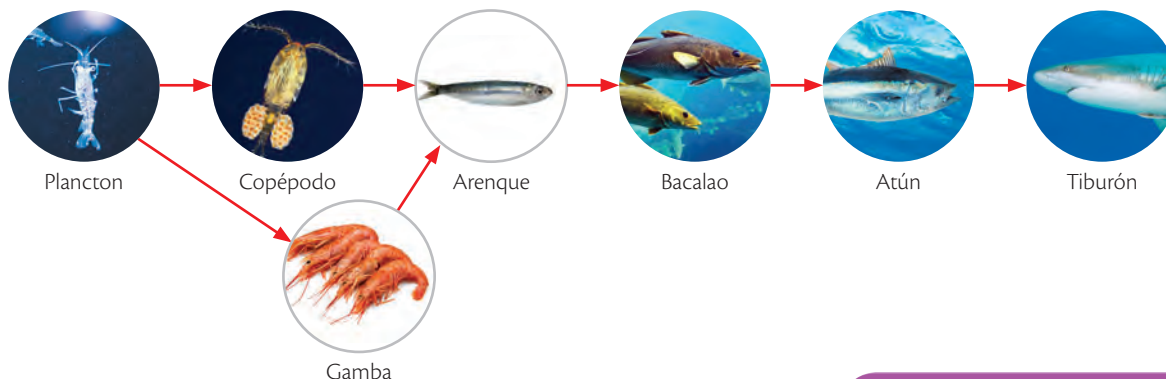 Plancton
Copépodo
Arenque
Bacalao
Atún
Tiburón
Gamba